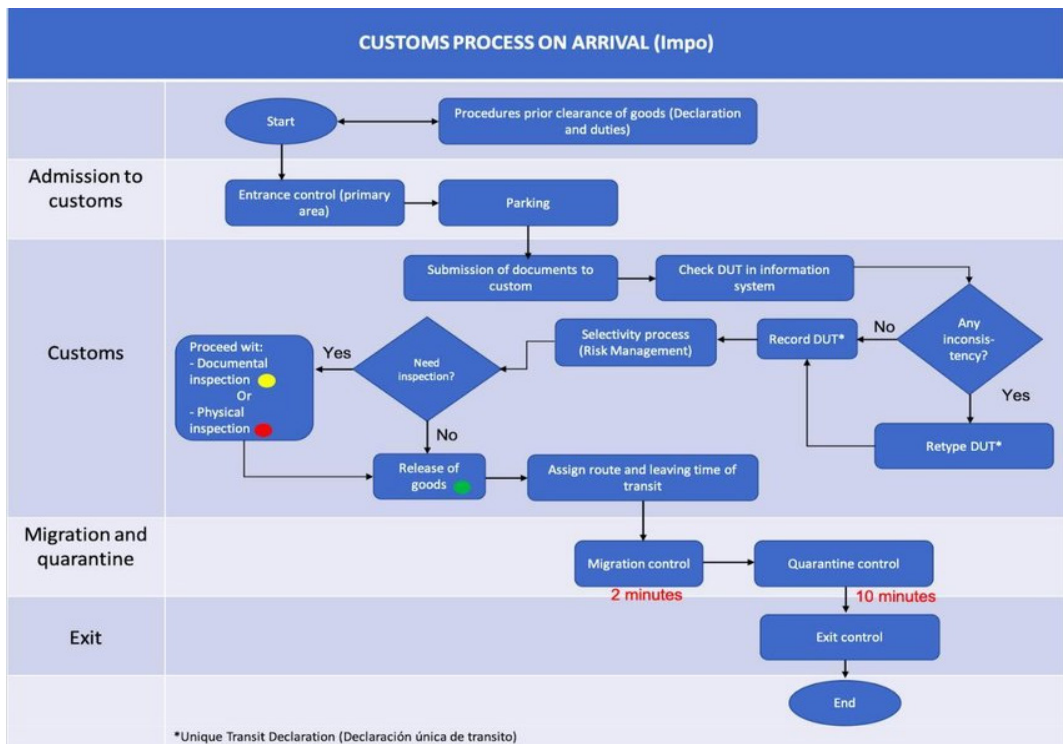 CUSTOMS PROCESS ON ARRIVAL (Impo)
Start
Procedures prior clearance of goods (Declaration
and duties)
Admission to
customs
Entrance control (primary
area)
Parking
Customs
Submission of documents to
custom
Check DUT in information
system
Any
inconsis-
tency?
No
Yes
Retype DUT*
Record DUT*
Selectivity process
(Risk Management)
Need
inspection?
Yes
No
Proceed wit:
- Documental
inspection
Or
- Physical
inspection
Release of
goods
Assign route and leaving time of
transit
Migration and
quarantine
Migration control
2 minutes
Quarantine control
10 minutes
Exit
Exit control
End
*Unique Transit Declaration (Declaración única de transito)